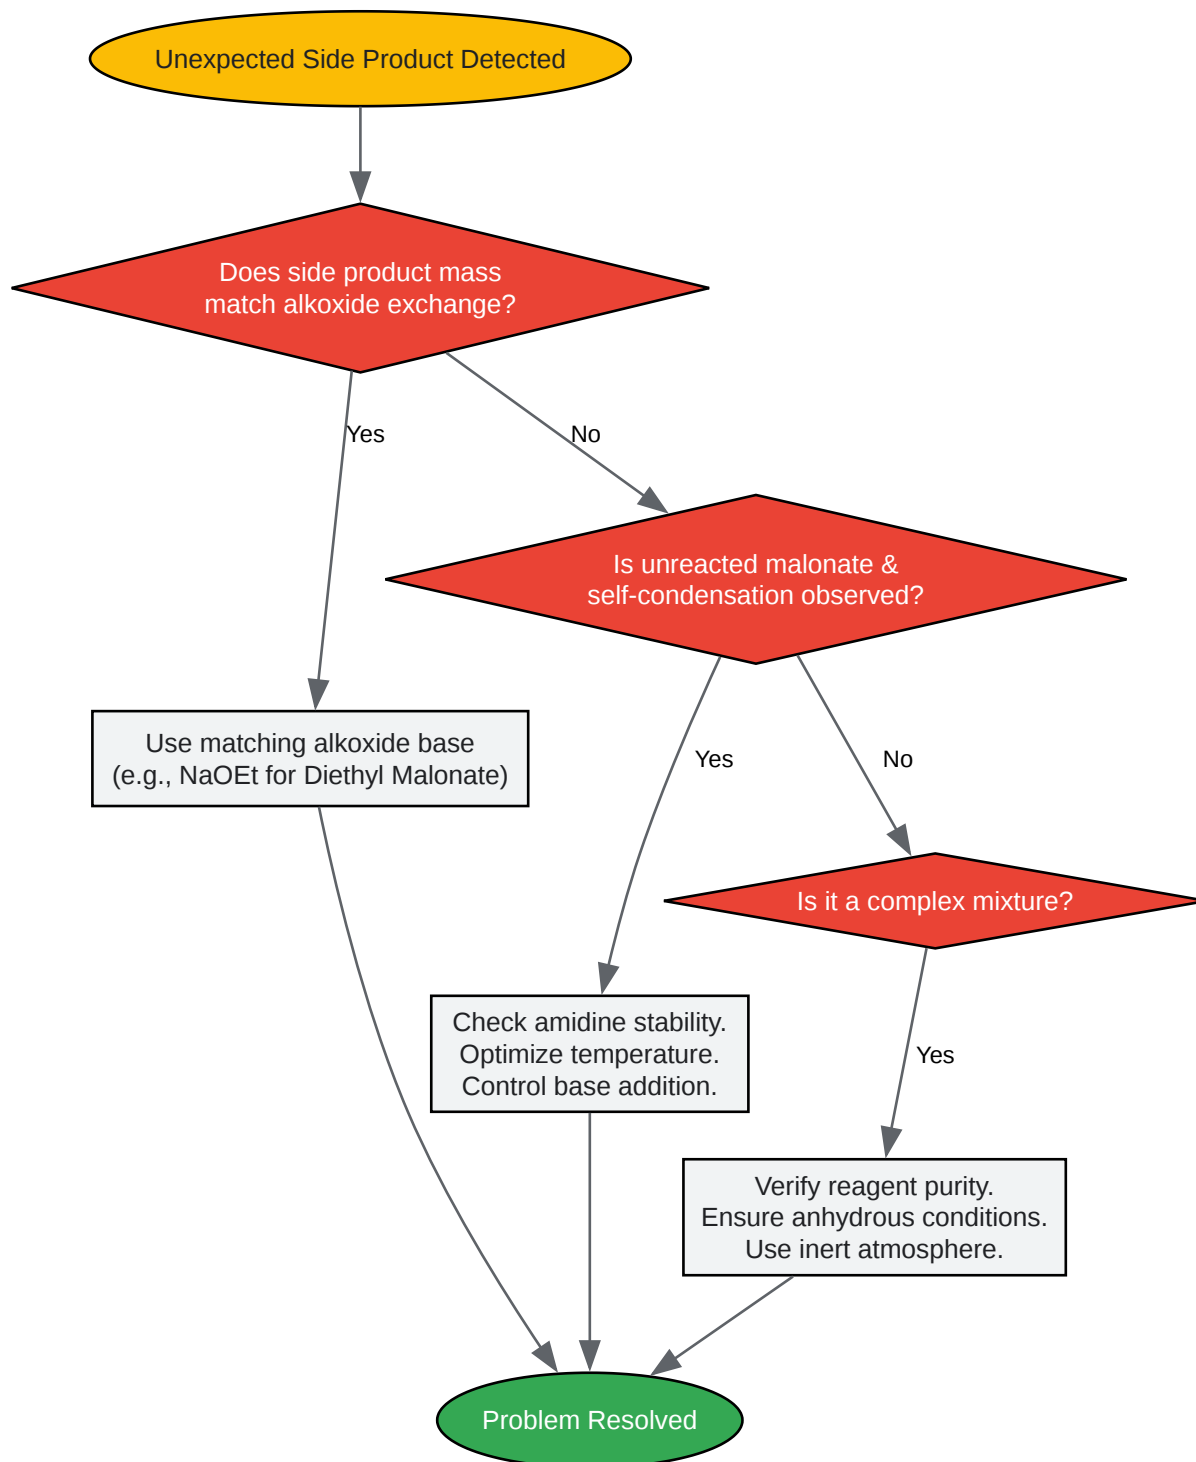 Unexpected Side Product Detected
Does side product mass
match alkoxide exchange?
Yes
No
Is unreacted malonate &
self-condensation observed?
Use matching alkoxide base
(e.g., NaOEt for Diethyl Malonate)
Yes
No
Is it a complex mixture?
Check amidine stability.
Optimize temperature.
Control base addition.
Yes
Verify reagent purity.
Ensure anhydrous conditions.
Use inert atmosphere.
Problem Resolved